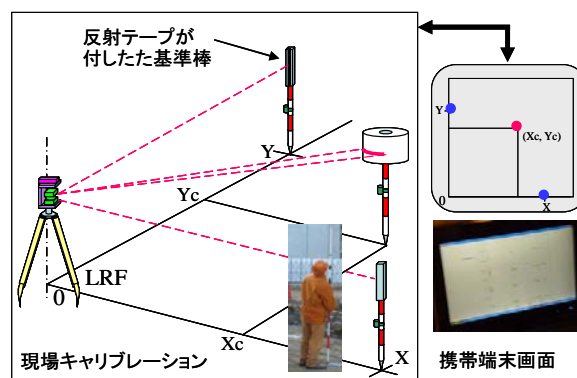 反射テープが
付したた基準棒
Y
Yc
LRF
0
Xc
X
現場キャリブレーション
Y
(Xc, Yc)
0
X
携帯端末画面